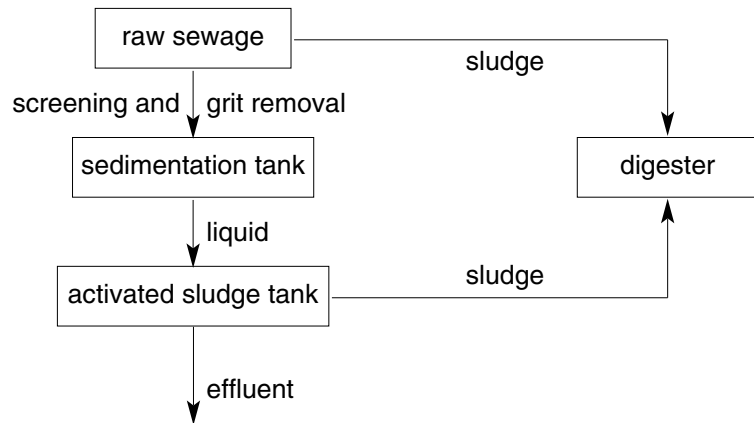 raw sewage
sludge
screening and grit removal
sedimentation tank
digester
liquid
activated sludge tank
sludge
effluent